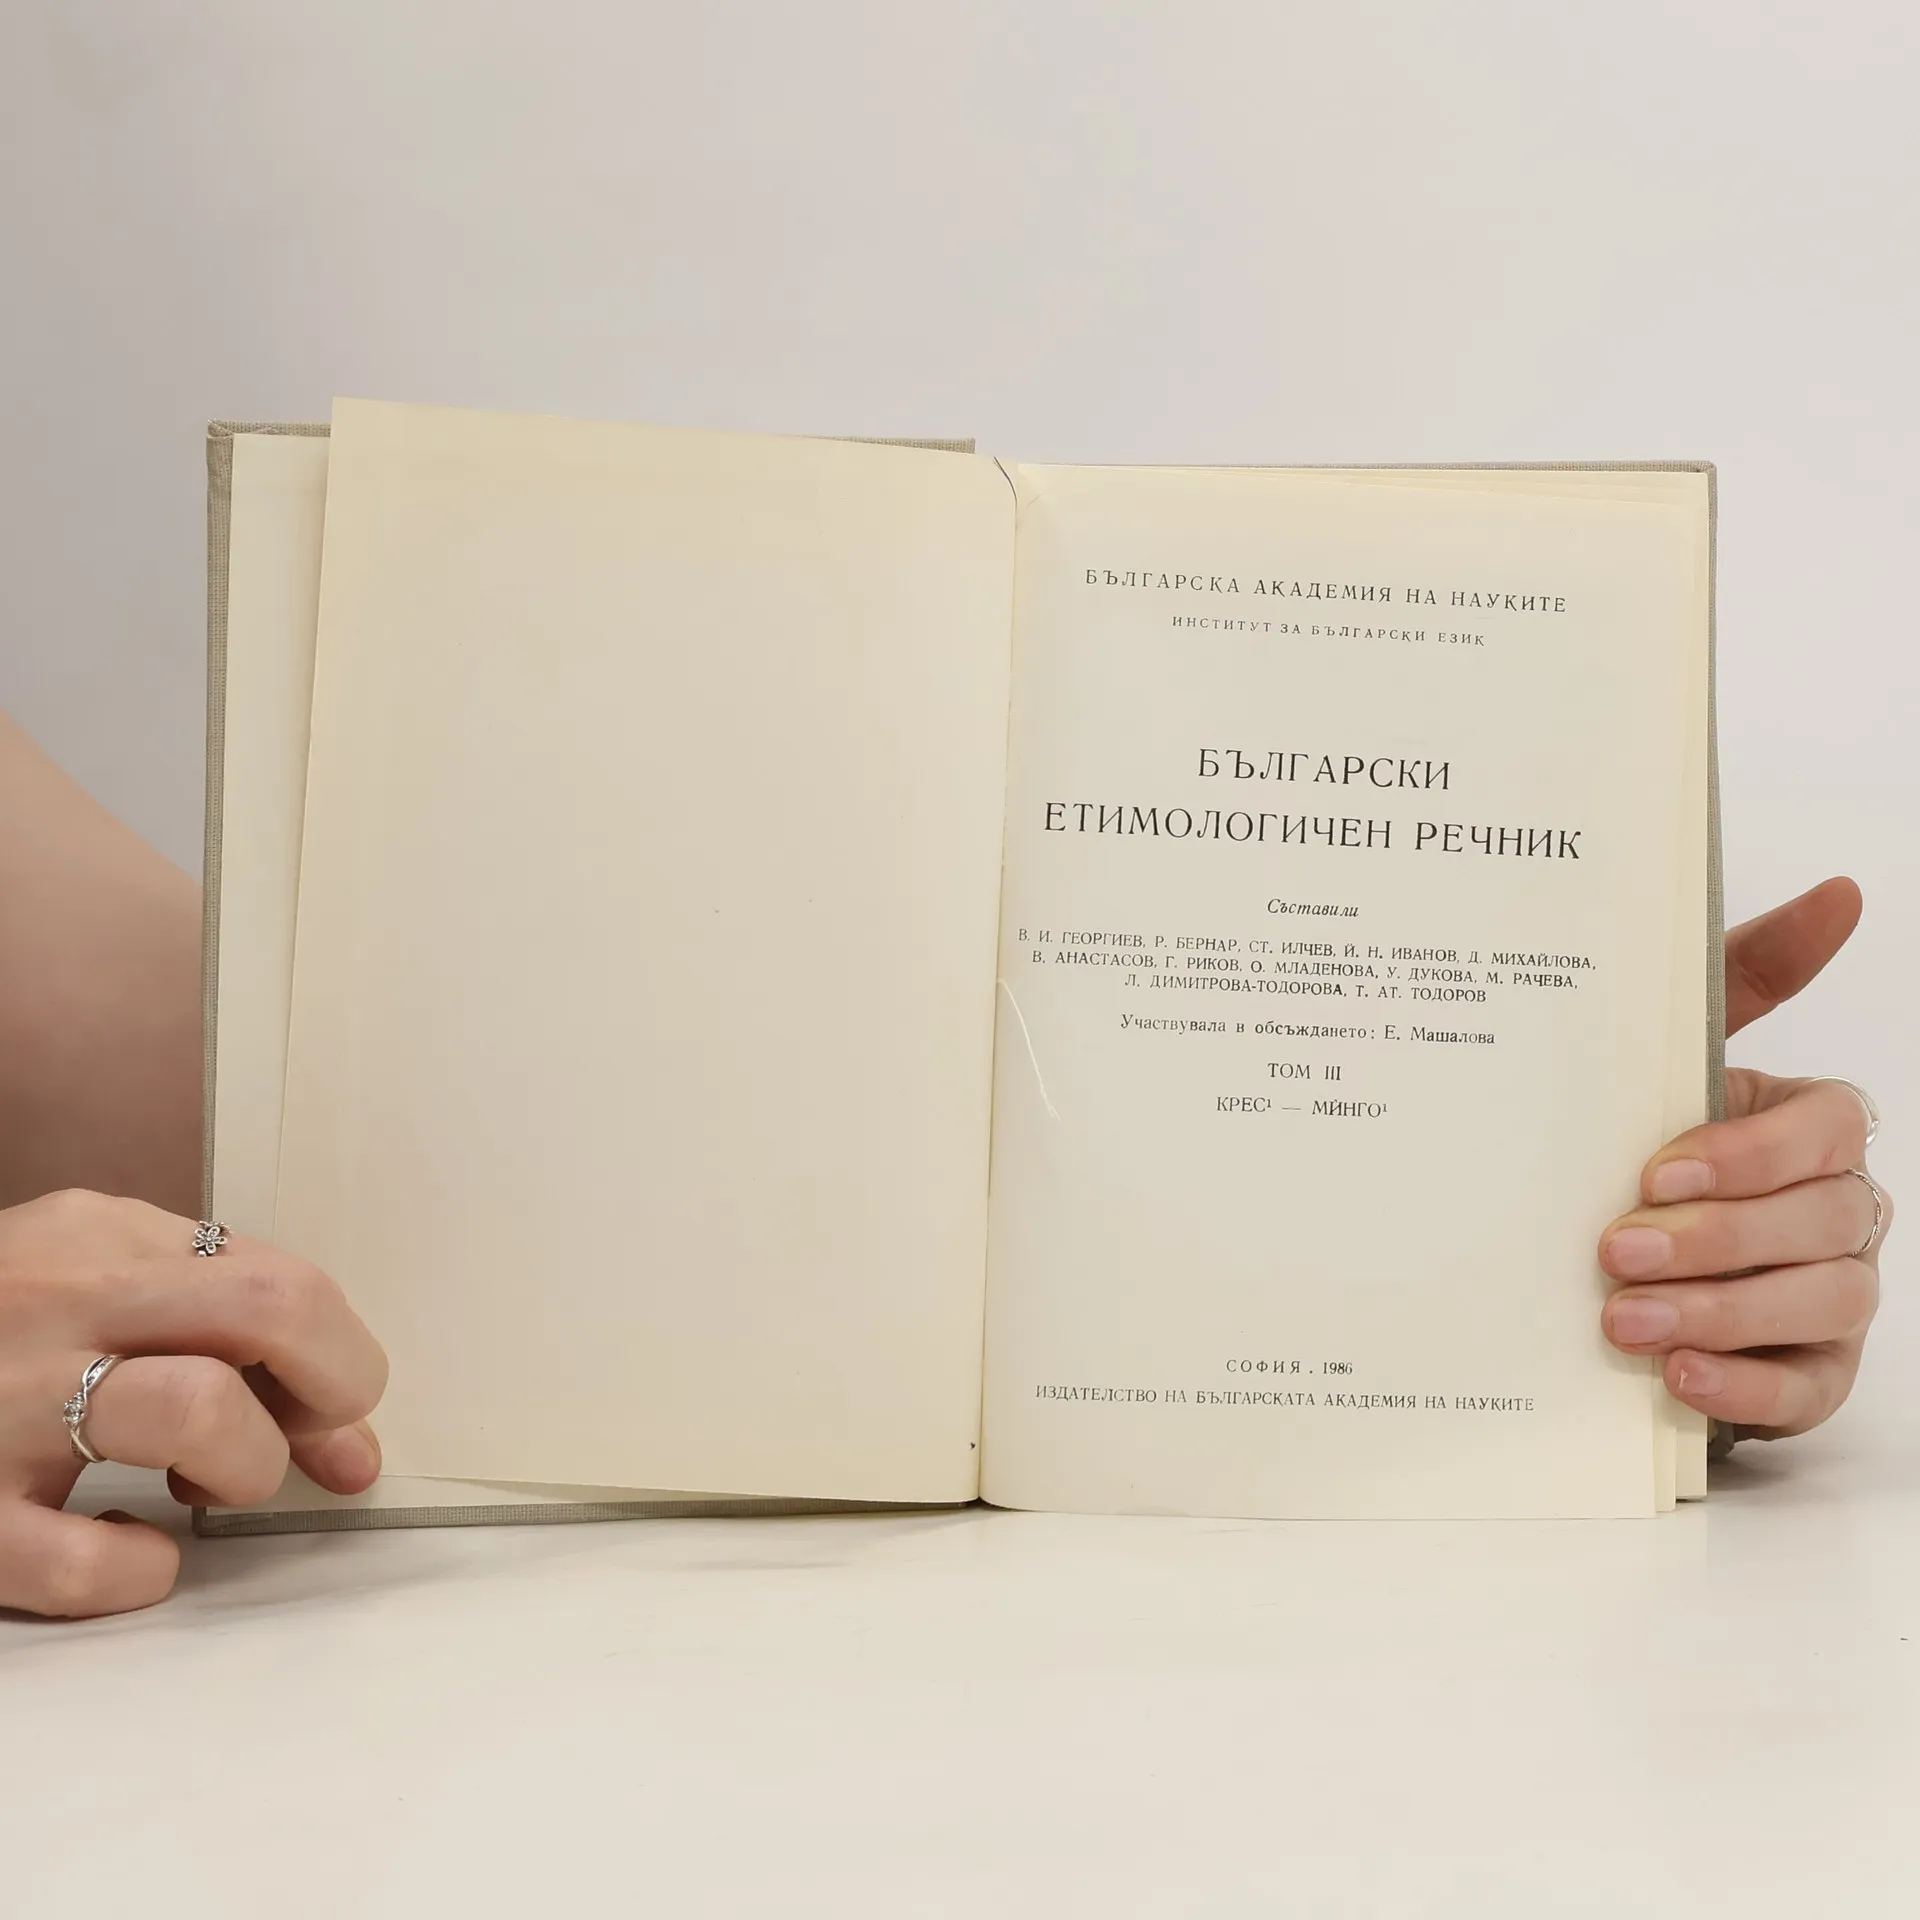 БЪЛГАРСКА АКАДЕМИЯ НА НАУКИТЕ
ИНСТИТУТ ЗА БЪЛГАРСКИ ЕЗИК
БЪЛГАРСКИ
ЕТИМОЛОГИЧЕН РЕЧНИК
Съставили
В. И. ГЕОРГИЕВ, Р. БЕРНАР, СТ. ИЛЧЕВ, Й. Н. ИВАНОВ, Д. МИХАЙЛОВА,
В. АНАСТАСОВ, Г. РИКОВ, О. МЛАДЕНОВА, У. ДУКОВА, М. РАЧЕВА,
Л. ДИМИТРОВА-ТОДОРОВА, Т. АТ. ТОДОРОВ
Участвувала в обсъждането: Е. Машалова
ТОМ III
КРЕС¹ — МЍНГО¹
СОФИЯ . 1986
ИЗДАТЕЛСТВО НА БЪЛГАРСКАТА АКАДЕМИЯ НА НАУКИТЕ